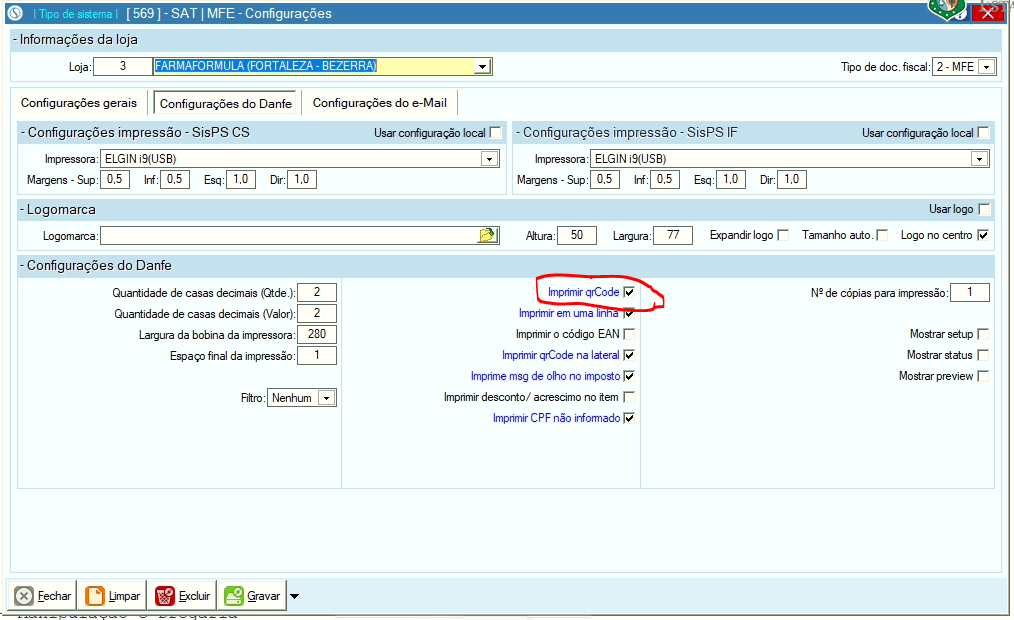 | Tipo de sistema | [ 569 ] - SAT | MFE - Configurações
- Informações da loja
Loja: 3 FARMAFORMULA (FORTALEZA - BEZERRA) Tipo de doc. fiscal: 2 - MFE
Configurações gerais Configurações do Danfe Configurações do e-Mail
- Configurações impressão - SisPS CS Usar configuração local - Configurações impressão - SisPS IF Usar configuração local
Impressora: ELGIN i9(USB) Impressora: ELGIN i9(USB)
Margens - Sup: 0,5 Inf: 0,5 Esq: 1,0 Dir: 1,0 Margens - Sup: 0,5 Inf: 0,5 Esq: 1,0 Dir: 1,0
- Logomarca Usar logo
Logomarca: Altura: 50 Largura: 77 Expandir logo Tamanho auto. Logo no centro
- Configurações do Danfe
Quantidade de casas decimais (Qtde.): 2 Imprimir qrCode Nº de cópias para impressão: 1
Quantidade de casas decimais (Valor): 2 Imprimir em uma linha
Largura da bobina da impressora: 280 Imprimir o código EAN Mostrar setup
Espaço final da impressão: 1 Imprimir qrCode na lateral Mostrar status
Imprime msg de olho no imposto Mostrar preview
Filtro: Nenhum Imprimir desconto/ acrescimo no item
Imprimir CPF não informado
Fechar Limpar Excluir Gravar